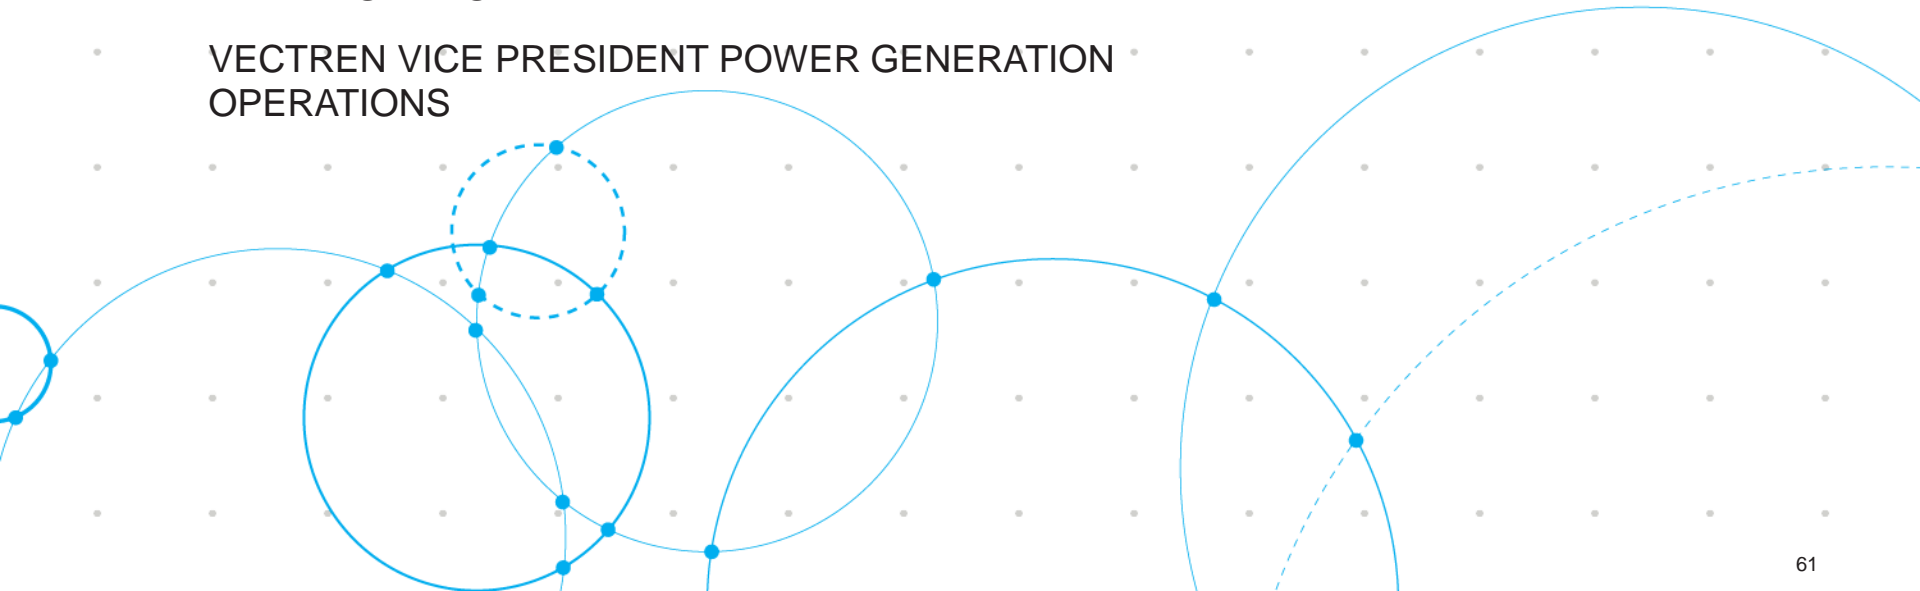 VECTREN VICE PRESIDENT POWER GENERATION
OPERATIONS
61